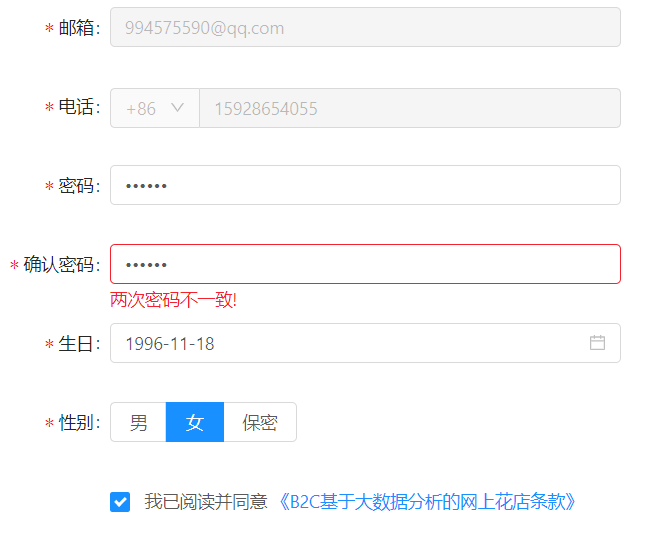 * 邮箱: 994575590@qq.com
* 电话: +86 15928654055
* 密码: ••••••
* 确认密码: ••••••
两次密码不一致!
* 生日: 1996-11-18
* 性别: 男 女 保密
我已阅读并同意 《B2C基于大数据分析的网上花店条款》